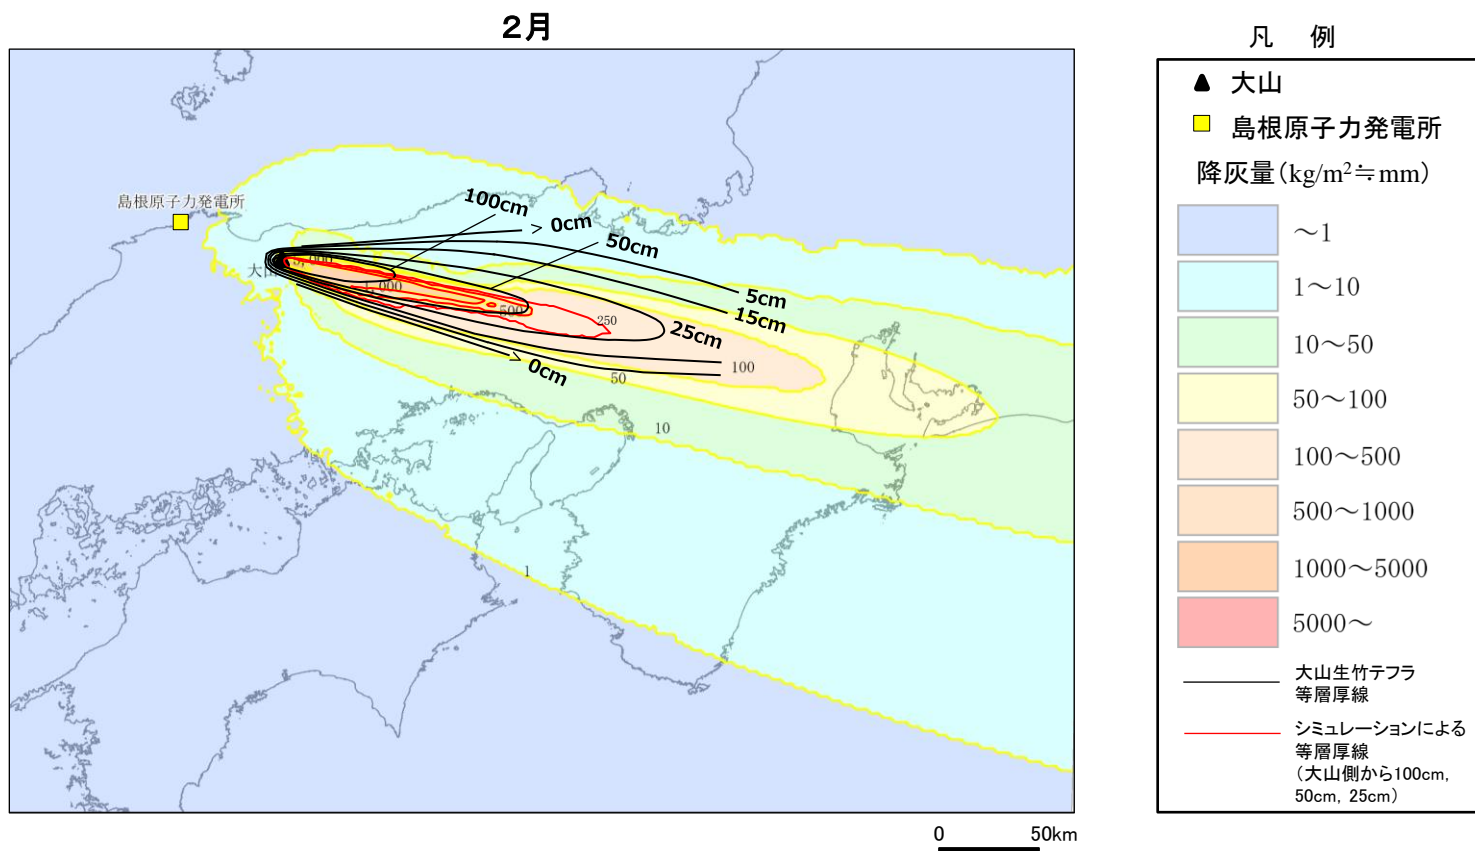 2月
凡 例
大山
島根原子力発電所
降灰量(kg/m²≒mm)
～1
1～10
10～50
50～100
100～500
500～1000
1000～5000
5000～
大山生竹テフラ
等層厚線
シミュレーションによる
等層厚線
(大山側から100cm,
50cm, 25cm)
島根原子力発電所
100cm
> 0cm
50cm
大山
1,000
500
250
5cm
15cm
25cm
> 0cm
50
100
10
1
0 50km